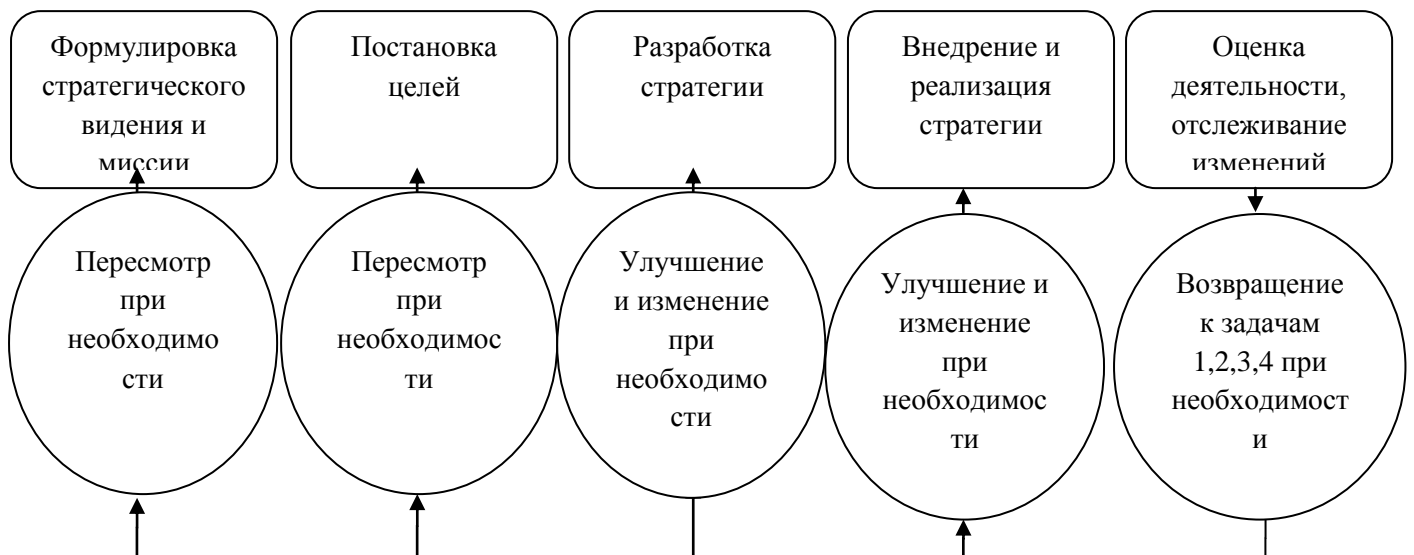 Формулировка
стратегического
видения и
миссии
Постановка
целей
Разработка
стратегии
Внедрение и
реализация
стратегии
Оценка
деятельности,
отслеживание
изменений
Пересмотр
при
необходимо
сти
Пересмотр
при
необходимос
ти
Улучшение
и изменение
при
необходимо
сти
Улучшение и
изменение
при
необходимос
ти
Возвращение
к задачам
1,2,3,4 при
необходимост
и